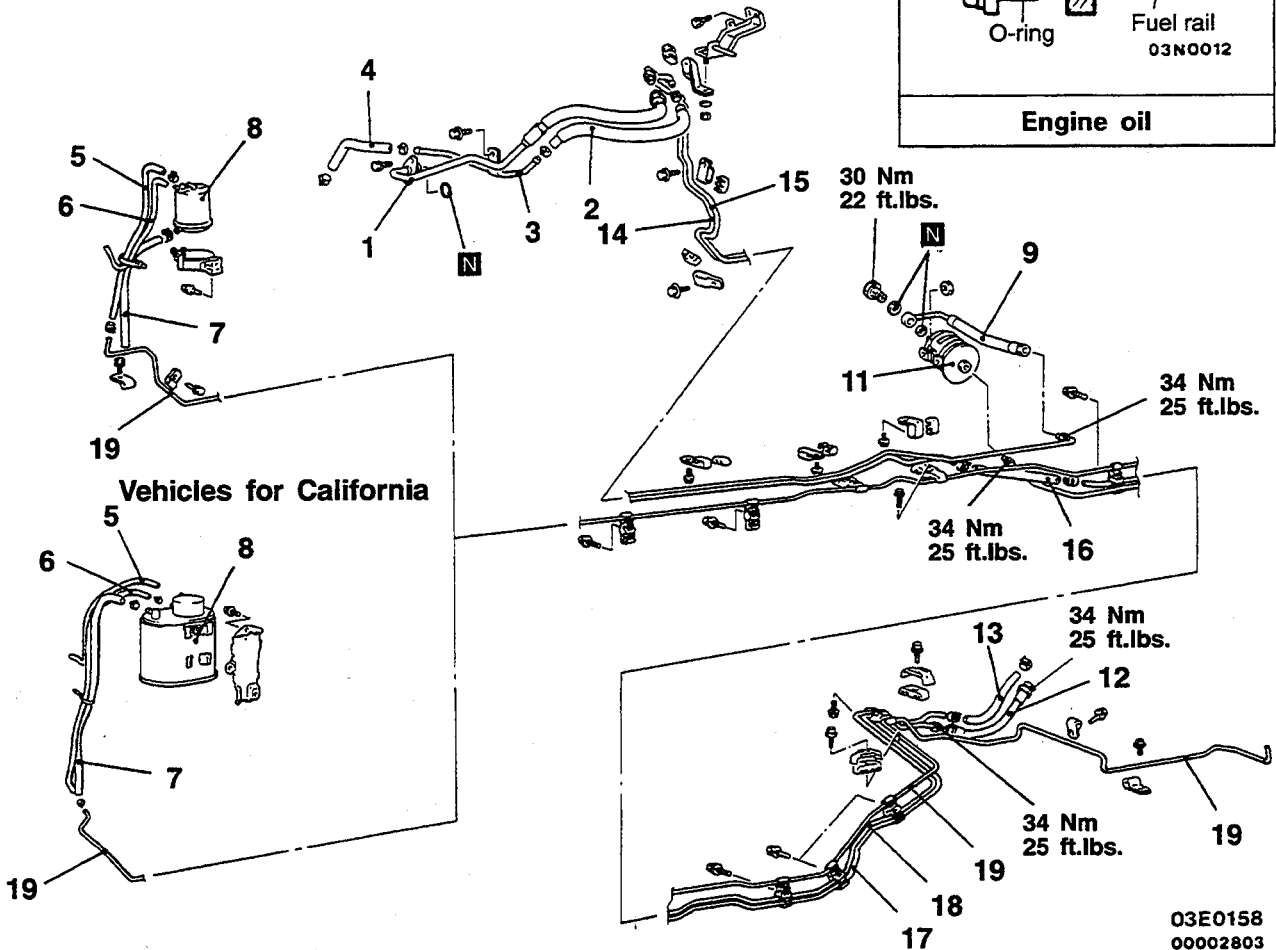 O-ring
Fuel rail
03N0012
Engine oil
4
8
5
6
1
N
3
2
14
15
30 Nm
22 ft.lbs.
N
9
7
11
34 Nm
25 ft.lbs.
19
Vehicles for California
5
6
8
34 Nm
25 ft.lbs.
16
34 Nm
25 ft.lbs.
13
12
7
19
34 Nm
25 ft.lbs.
19
19
18
17
03E0158
00002803